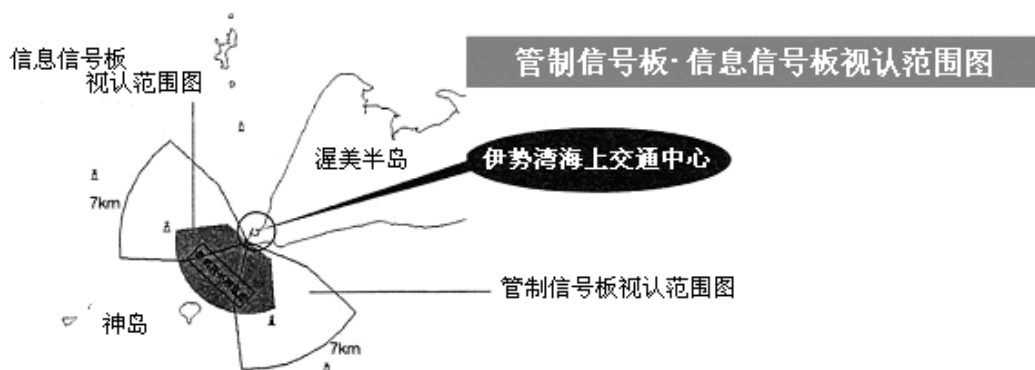 信息信号板
视认范围图
管制信号板·信息信号板视认范围图
渥美半岛
伊势湾海上交通中心
7km
管制信号板视认范围图
神岛
7km